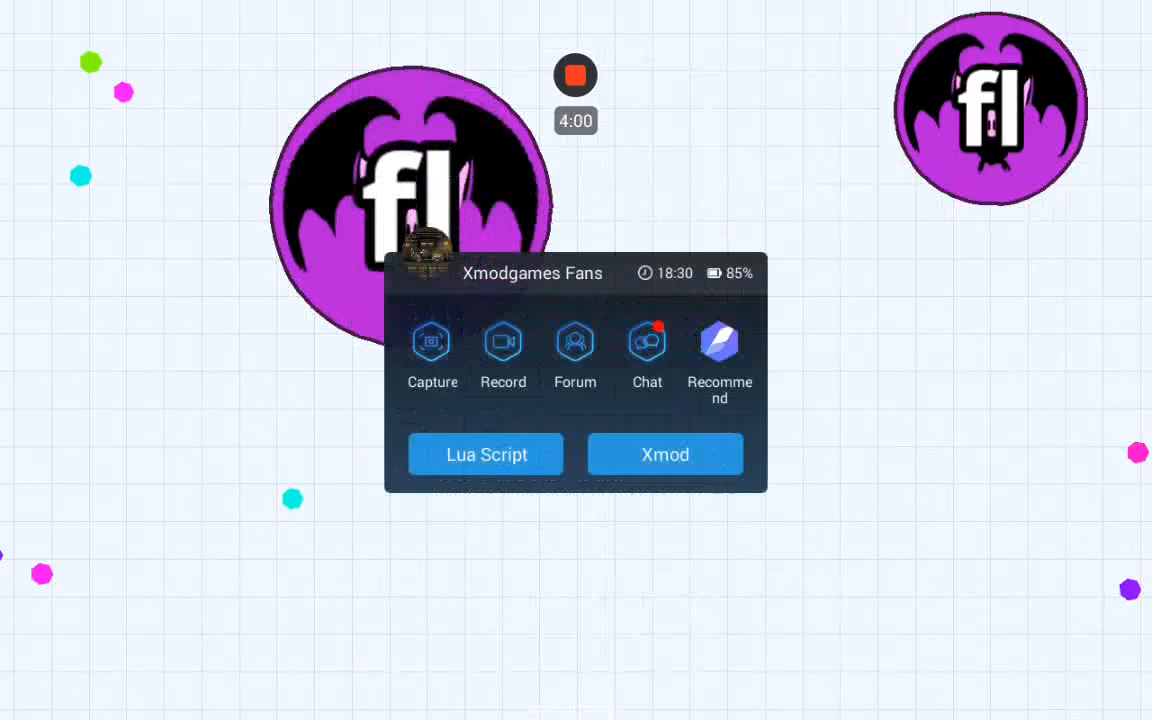 fl
fl
4:00
Xmodgames Fans 18:30 85%
Capture Record Forum Chat Recomme
nd
Lua Script Xmod